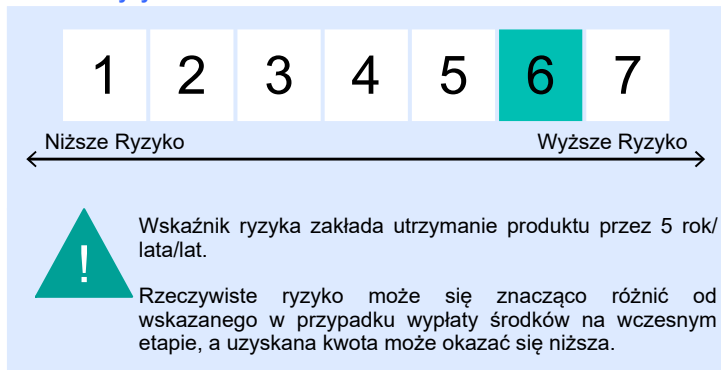 1 2 3 4 5 6 7
Niższe Ryzyko Wyższe Ryzyko
!
Wskaźnik ryzyka zakłada utrzymanie produktu przez 5 rok/
lata/lat.
Rzeczywiste ryzyko może się znacząco różnić od
wskazanego w przypadku wypłaty środków na wczesnym
etapie, a uzyskana kwota może okazać się niższa.